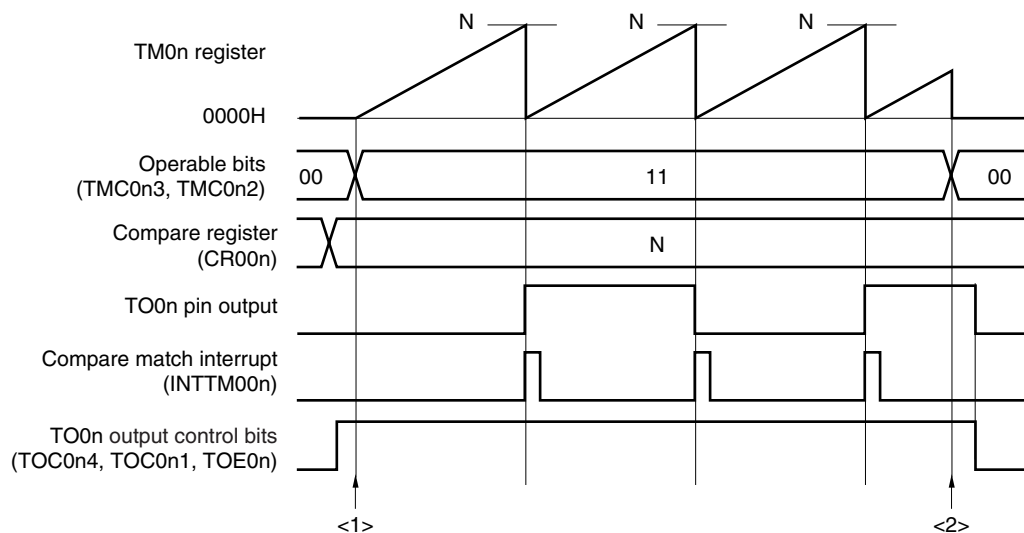 N N N
TM0n register
0000H
Operable bits
(TMC0n3, TMC0n2)
00 11 00
Compare register
(CR00n)
N
TO0n pin output
Compare match interrupt
(INTTM00n)
TO0n output control bits
(TOC0n4, TOC0n1, TOE0n)
<1> <2>